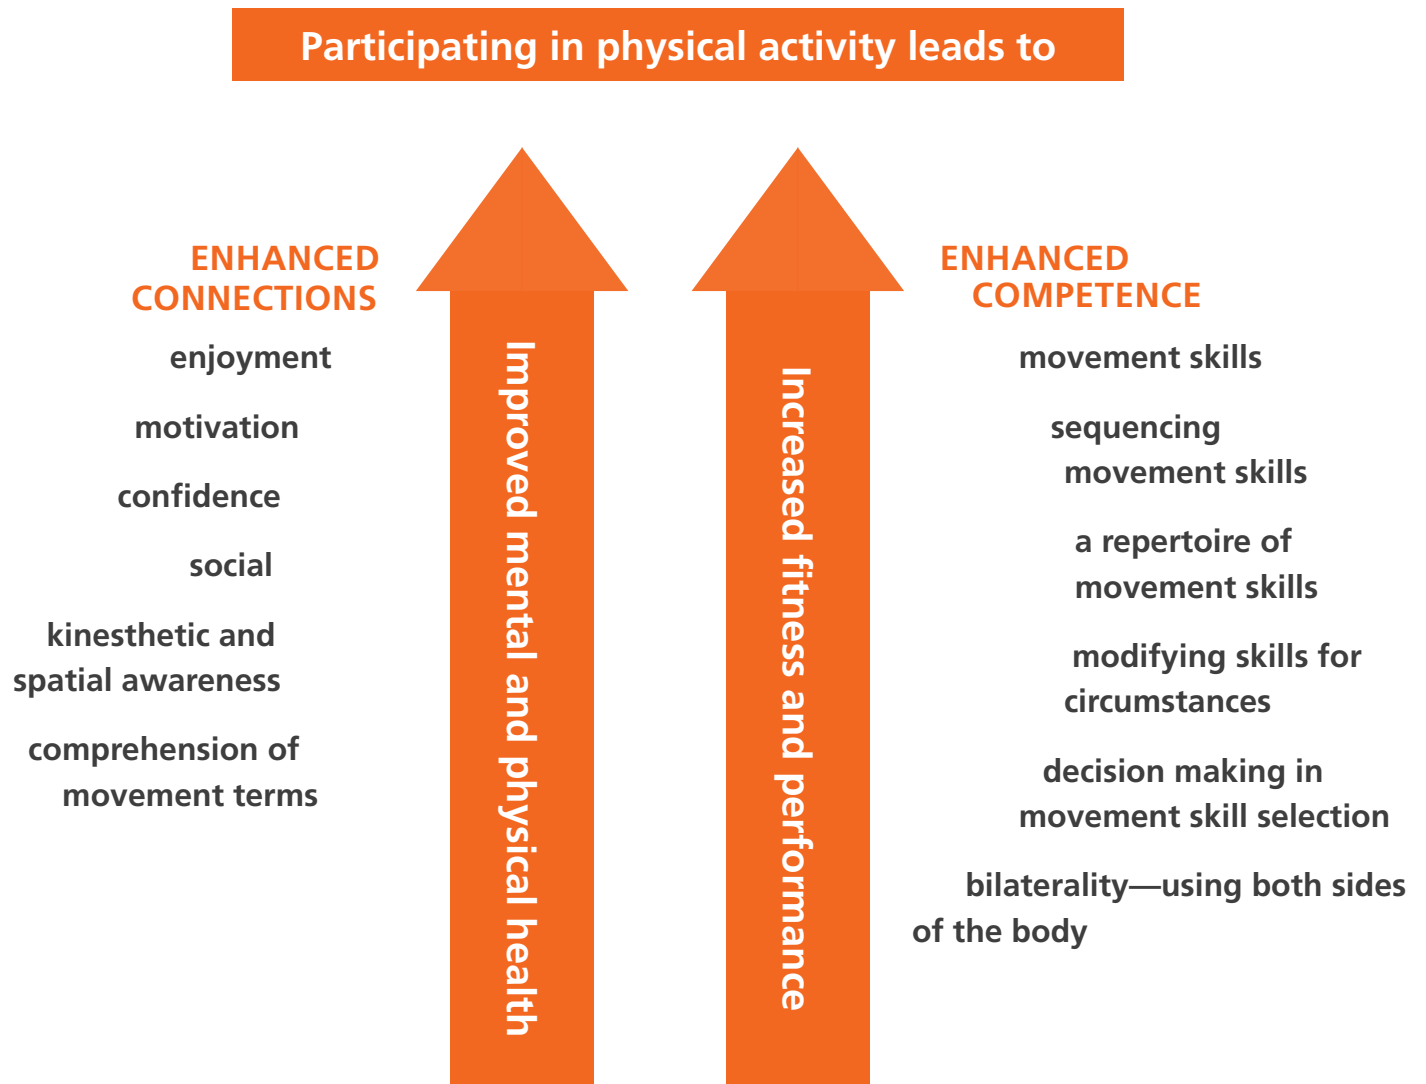 Participating in physical activity leads to
ENHANCED
CONNECTIONS
enjoyment
motivation
confidence
social
kinesthetic and
spatial awareness
comprehension of
movement terms
Improved mental and physical health
Increased fitness and performance
ENHANCED
COMPETENCE
movement skills
sequencing
movement skills
a repertoire of
movement skills
modifying skills for
circumstances
decision making in
movement skill selection
bilaterality—using both sides
of the body